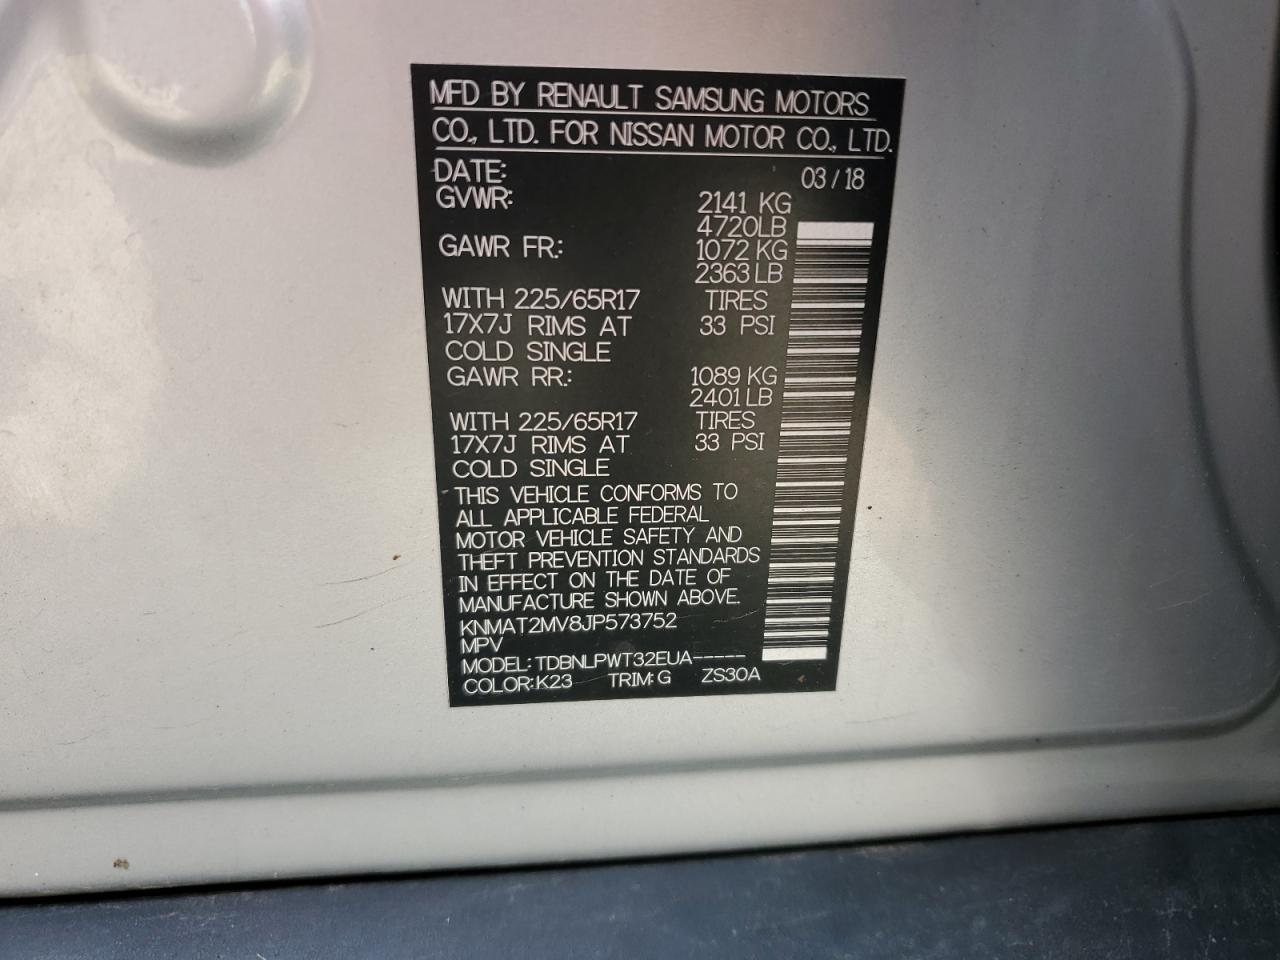 MFD BY RENAULT SAMSUNG MOTORS
CO., LTD. FOR NISSAN MOTOR CO., LTD.
DATE: 03 / 18
GVWR: 2141 KG
4720LB
GAWR FR: 1072 KG
2363 LB
WITH 225/65R17 TIRES
17X7J RIMS AT 33 PSI
COLD SINGLE
GAWR RR: 1089 KG
2401 LB
WITH 225/65R17 TIRES
17X7J RIMS AT 33 PSI
COLD SINGLE
THIS VEHICLE CONFORMS TO
ALL APPLICABLE FEDERAL
MOTOR VEHICLE SAFETY AND
THEFT PREVENTION STANDARDS
IN EFFECT ON THE DATE OF
MANUFACTURE SHOWN ABOVE.
KNMAT2MV8JP573752
MPV
MODEL: TDBNLPWT32EUA-----
COLOR: K23 TRIM: G ZS30A